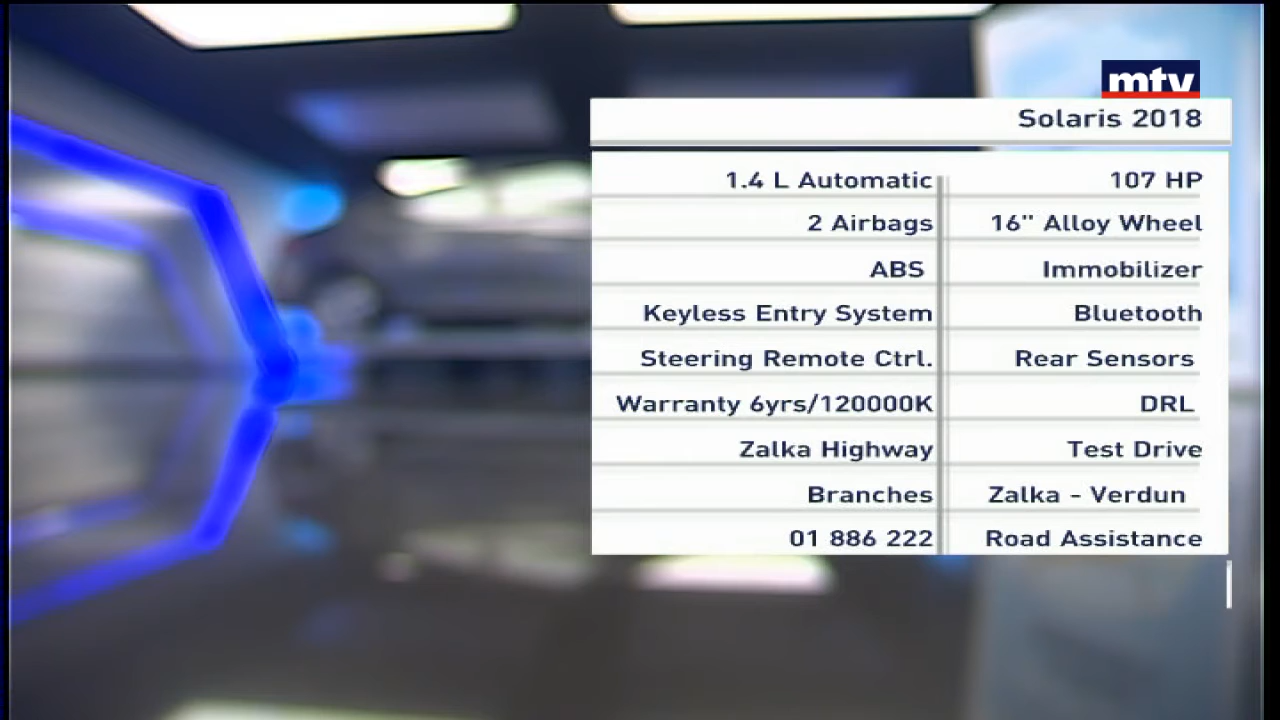 mtv
Solaris 2018
1.4 L Automatic 107 HP
2 Airbags 16" Alloy Wheel
ABS Immobilizer
Keyless Entry System Bluetooth
Steering Remote Ctrl. Rear Sensors
Warranty 6yrs/120000K DRL
Zalka Highway Test Drive
Branches Zalka - Verdun
01 886 222 Road Assistance